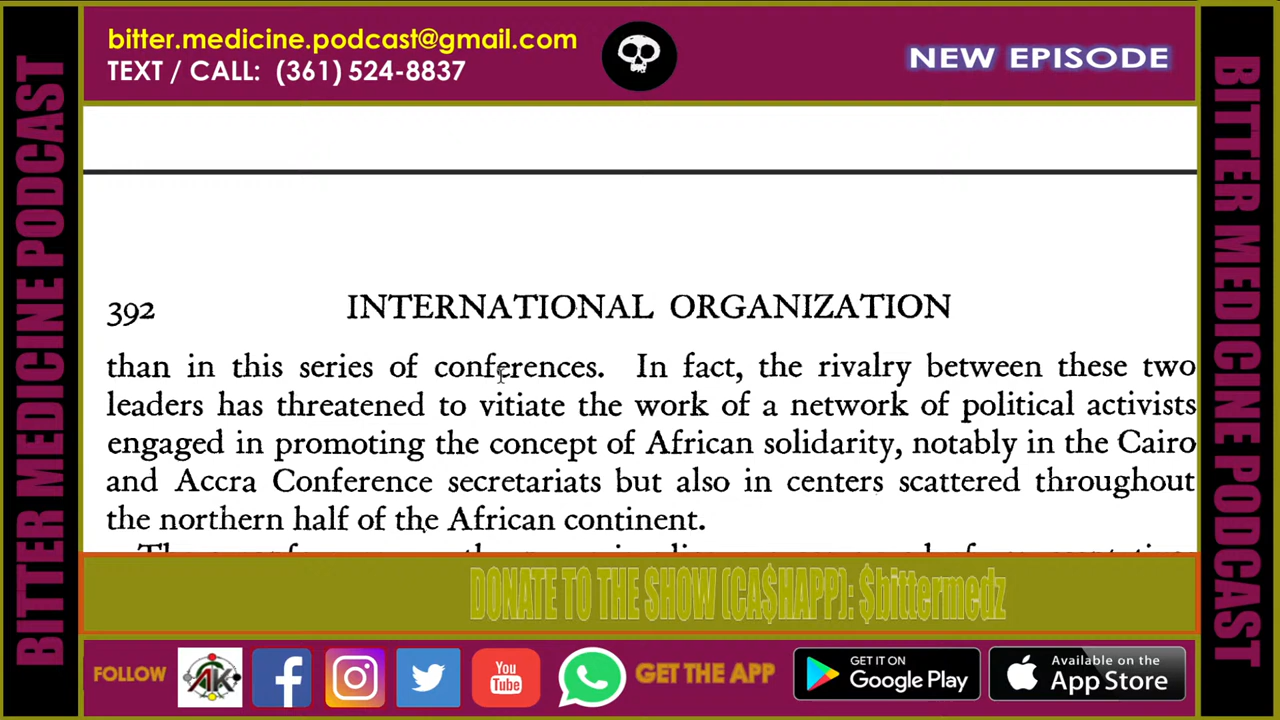 bitter.medicine.podcast@gmail.com
TEXT / CALL: (361) 524-8837
NEW EPISODE
BITTER MEDICINE PODCAST
392 INTERNATIONAL ORGANIZATION
than in this series of conferences. In fact, the rivalry between these two
leaders has threatened to vitiate the work of a network of political activists
engaged in promoting the concept of African solidarity, notably in the Cairo
and Accra Conference secretariats but also in centers scattered throughout
the northern half of the African continent.
BITTER MEDICINE PODCAST
DONATE TO THE SHOW (CA$HAPP): $bittermedz
FOLLOW
You
Tube
GET THE APP
GET IT ON
Google Play
Available on the
App Store